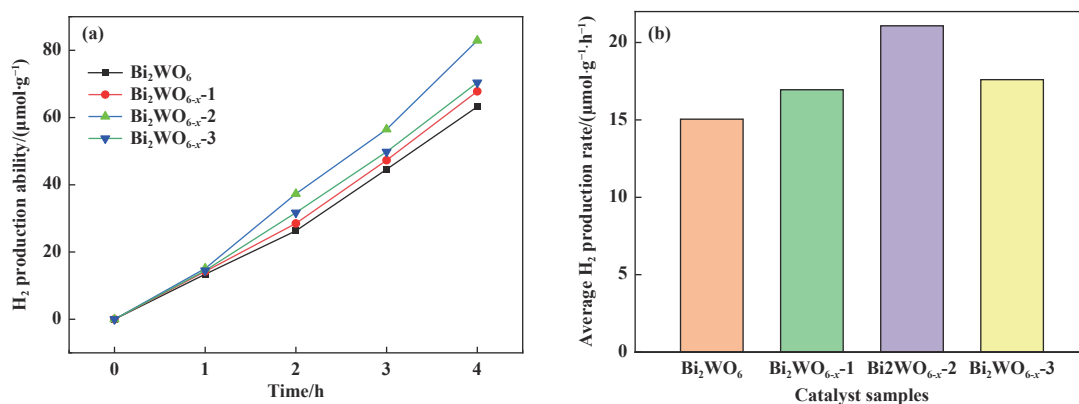 (a)
H₂ production ability/(μmol·g⁻¹)
80
60
40
20
0
Bi₂WO₆
Bi₂WO₆₋ₓ-1
Bi₂WO₆₋ₓ-2
Bi₂WO₆₋ₓ-3
0 1 2 3 4
Time/h
(b)
Average H₂ production rate/(μmol·g⁻¹·h⁻¹)
20
15
10
5
0
Bi₂WO₆ Bi₂WO₆₋ₓ-1 Bi2WO₆₋ₓ-2 Bi₂WO₆₋ₓ-3
Catalyst samples